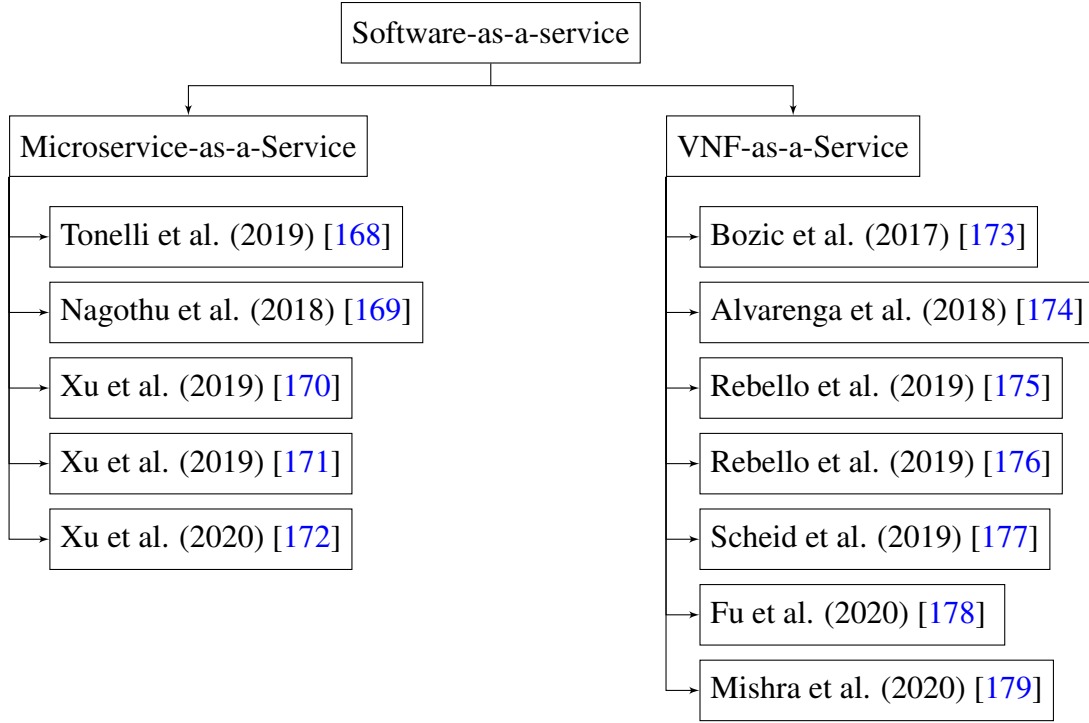 Software-as-a-service
Microservice-as-a-Service
Tonelli et al. (2019) [168]
Nagothu et al. (2018) [169]
Xu et al. (2019) [170]
Xu et al. (2019) [171]
Xu et al. (2020) [172]
VNF-as-a-Service
Bozic et al. (2017) [173]
Alvarenga et al. (2018) [174]
Rebello et al. (2019) [175]
Rebello et al. (2019) [176]
Scheid et al. (2019) [177]
Fu et al. (2020) [178]
Mishra et al. (2020) [179]